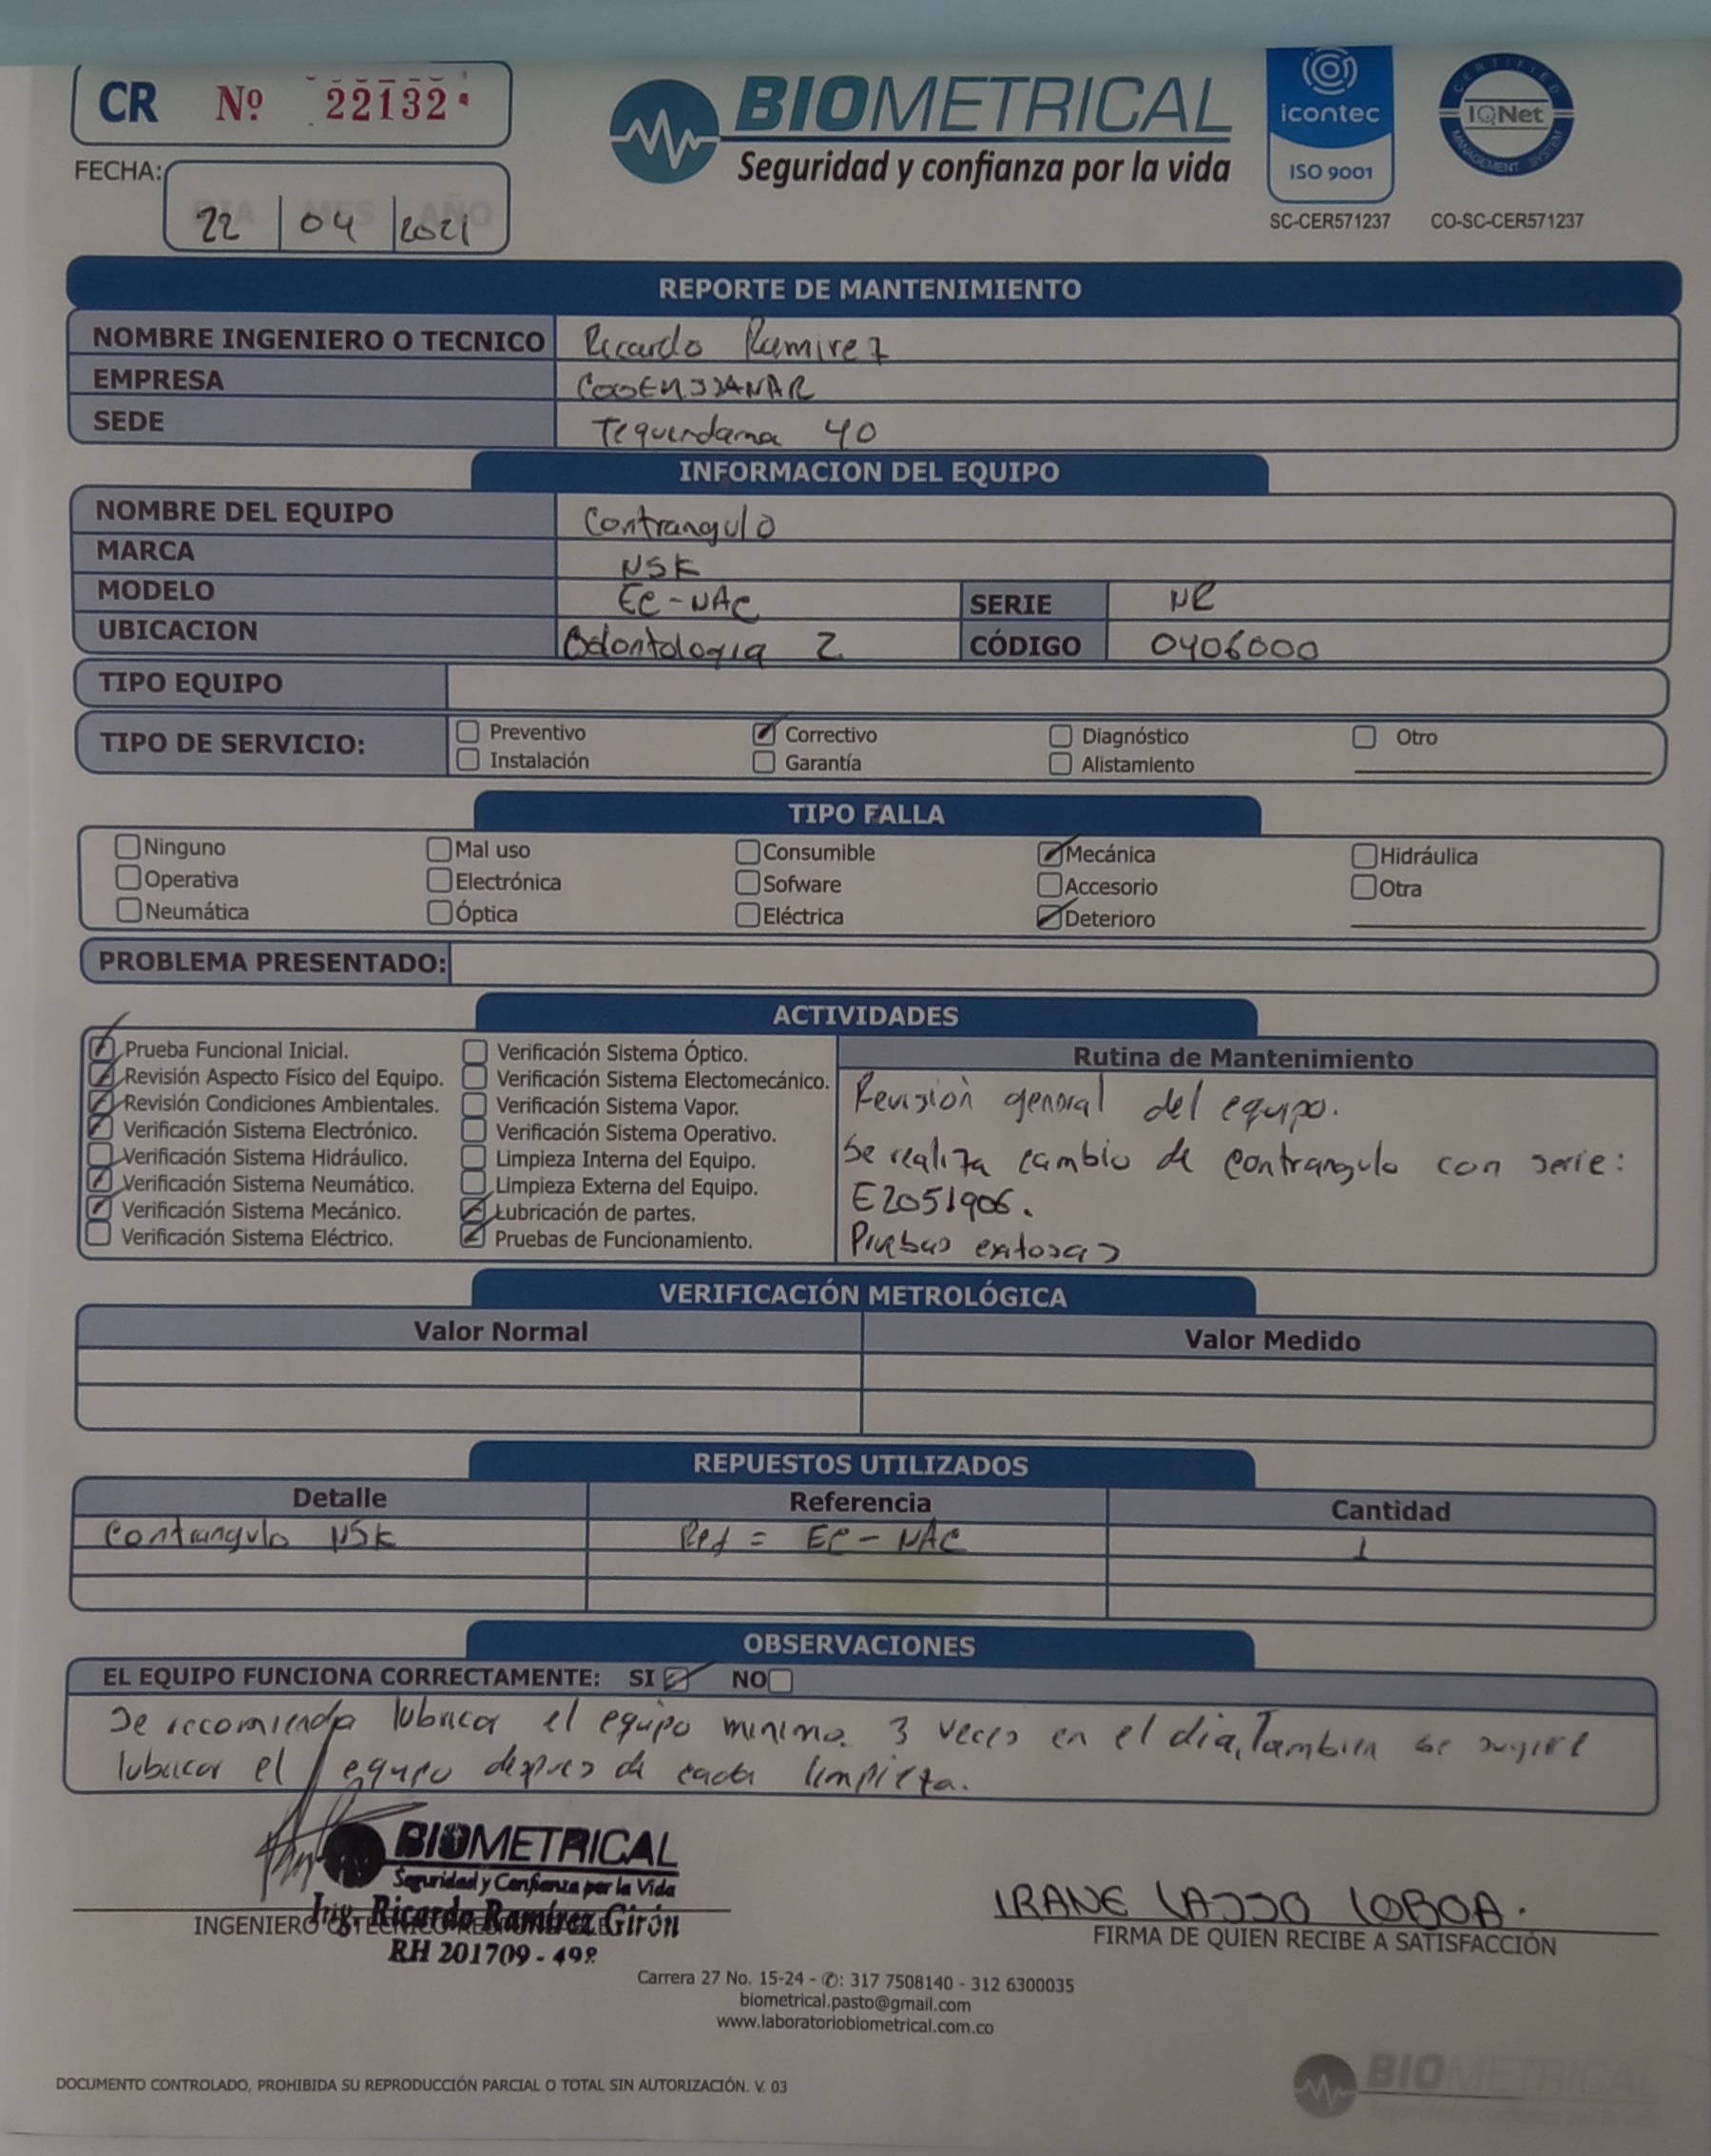 CR Nº 22132
BIOMETRICAL
Seguridad y confianza por la vida
icontec
ISO 9001
SC-CER571237
CERTIFIED
IQNet
MANAGEMENT SYSTEM
CO-SC-CER571237
FECHA:
DIA MES AÑO
22 04 2021
REPORTE DE MANTENIMIENTO
NOMBRE INGENIERO O TECNICO Ricardo Ramirez
EMPRESA
SEDE Tequendama 40
INFORMACION DEL EQUIPO
NOMBRE DEL EQUIPO Contrangulo
MARCA NSK
MODELO EC-NAC SERIE NR
UBICACION Odontologia 2 CÓDIGO 0406000
TIPO EQUIPO
TIPO DE SERVICIO:
Preventivo Correctivo Diagnóstico Otro
Instalación Garantía Alistamiento
TIPO FALLA
Ninguno Mal uso Consumible Mecánica Hidráulica
Operativa Electrónica Sofware Accesorio Otra
Neumática Óptica Eléctrica Deterioro
PROBLEMA PRESENTADO:
ACTIVIDADES
Prueba Funcional Inicial.
Revisión Aspecto Físico del Equipo.
Revisión Condiciones Ambientales.
Verificación Sistema Electrónico.
Verificación Sistema Hidráulico.
Verificación Sistema Neumático.
Verificación Sistema Mecánico.
Verificación Sistema Eléctrico.
Verificación Sistema Óptico.
Verificación Sistema Electomecánico.
Verificación Sistema Vapor.
Verificación Sistema Operativo.
Limpieza Interna del Equipo.
Limpieza Externa del Equipo.
Lubricación de partes.
Pruebas de Funcionamiento.
Rutina de Mantenimiento
Revisión general del equipo.
Se realiza cambio de contrangulo con serie:
E2051906.
Pruebas exitosas
VERIFICACIÓN METROLÓGICA
Valor Normal Valor Medido
REPUESTOS UTILIZADOS
Detalle Referencia Cantidad
Contrangulo NSK Ref = EC-NAC 1
OBSERVACIONES
EL EQUIPO FUNCIONA CORRECTAMENTE: SI NO
Se recomienda lubricar el equipo minimo. 3 veces en el dia, Tambien se sugiere
lubricar el equipo despues de cada limpieza.
BIOMETRICAL
Seguridad y Confianza por la Vida
Ing. Ricardo Ramírez Girón
INGENIERO O TECNICO
RH 201709 - 498
IRANE LASSO LOBOA.
FIRMA DE QUIEN RECIBE A SATISFACCIÓN
Carrera 27 No. 15-24 - ✆: 317 7508140 - 312 6300035
biometrical.pasto@gmail.com
www.laboratoriobiometrical.com.co
DOCUMENTO CONTROLADO, PROHIBIDA SU REPRODUCCIÓN PARCIAL O TOTAL SIN AUTORIZACIÓN. V. 03
BIOMETRICAL